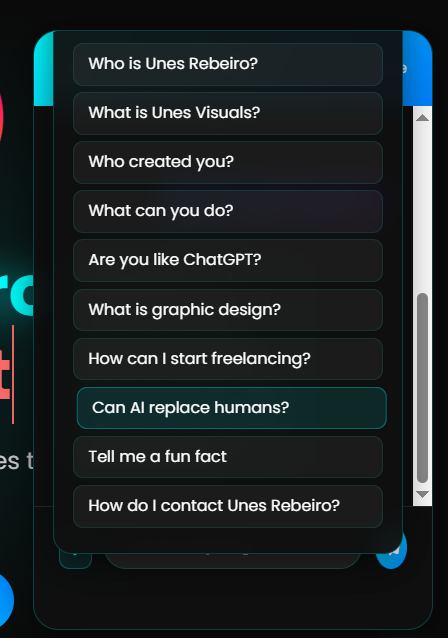 Who is Unes Rebeiro?
What is Unes Visuals?
Who created you?
What can you do?
Are you like ChatGPT?
What is graphic design?
How can I start freelancing?
Can AI replace humans?
Tell me a fun fact
How do I contact Unes Rebeiro?